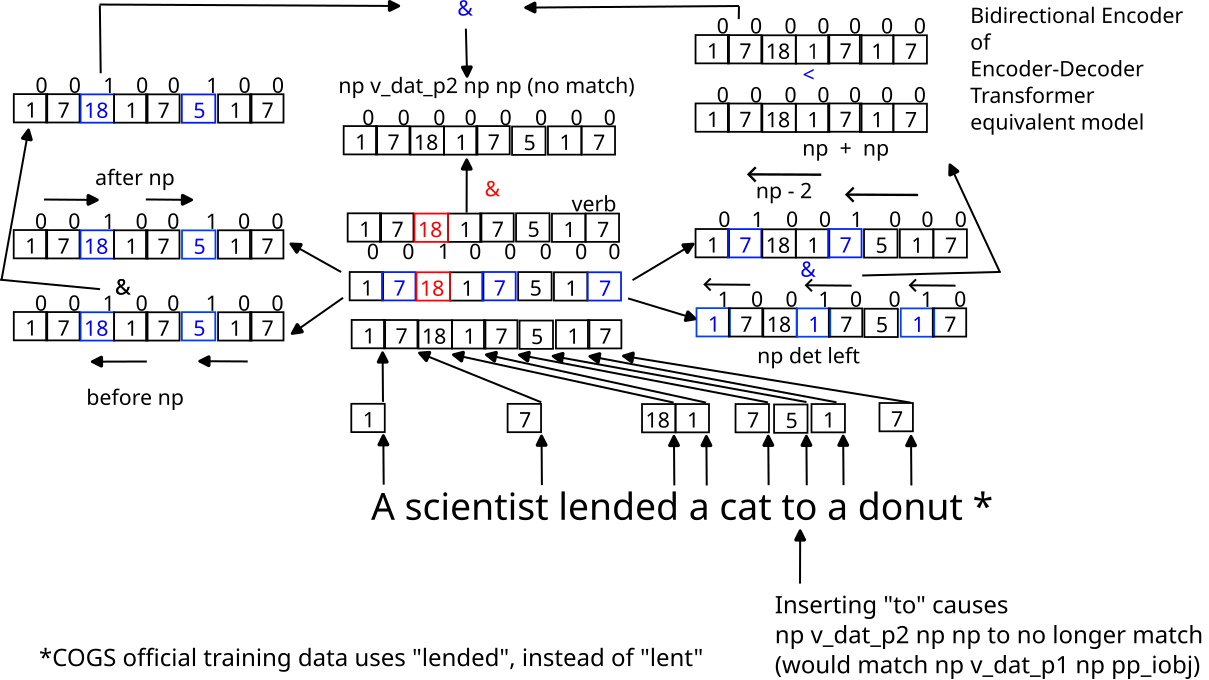 &
Bidirectional Encoder
of
Encoder-Decoder
Transformer
equivalent model
0 0 0 0 0 0 0
1 7 18 1 7 1 7
<
0 0 0 0 0 0 0
1 7 18 1 7 1 7
np + np
0 0 1 0 0 1 0 0
1 7 18 1 7 5 1 7
np v_dat_p2 np np (no match)
0 0 0 0 0 0 0 0
1 7 18 1 7 5 1 7
after np
0 0 1 0 0 1 0 0
1 7 18 1 7 5 1 7
&
0 0 1 0 0 1 0 0
1 7 18 1 7 5 1 7
before np
&
verb
1 7 18 1 7 5 1 7
0 0 1 0 0 0 0 0
1 7 18 1 7 5 1 7
1 7 18 1 7 5 1 7
np - 2
0 1 0 0 1 0 0 0
1 7 18 1 7 5 1 7
&
1 0 0 1 0 0 1 0
1 7 18 1 7 5 1 7
np det left
1 7 18 1 7 5 1 7
A scientist lended a cat to a donut *
Inserting "to" causes
np v_dat_p2 np np to no longer match
(would match np v_dat_p1 np pp_iobj)
*COGS official training data uses "lended", instead of "lent"